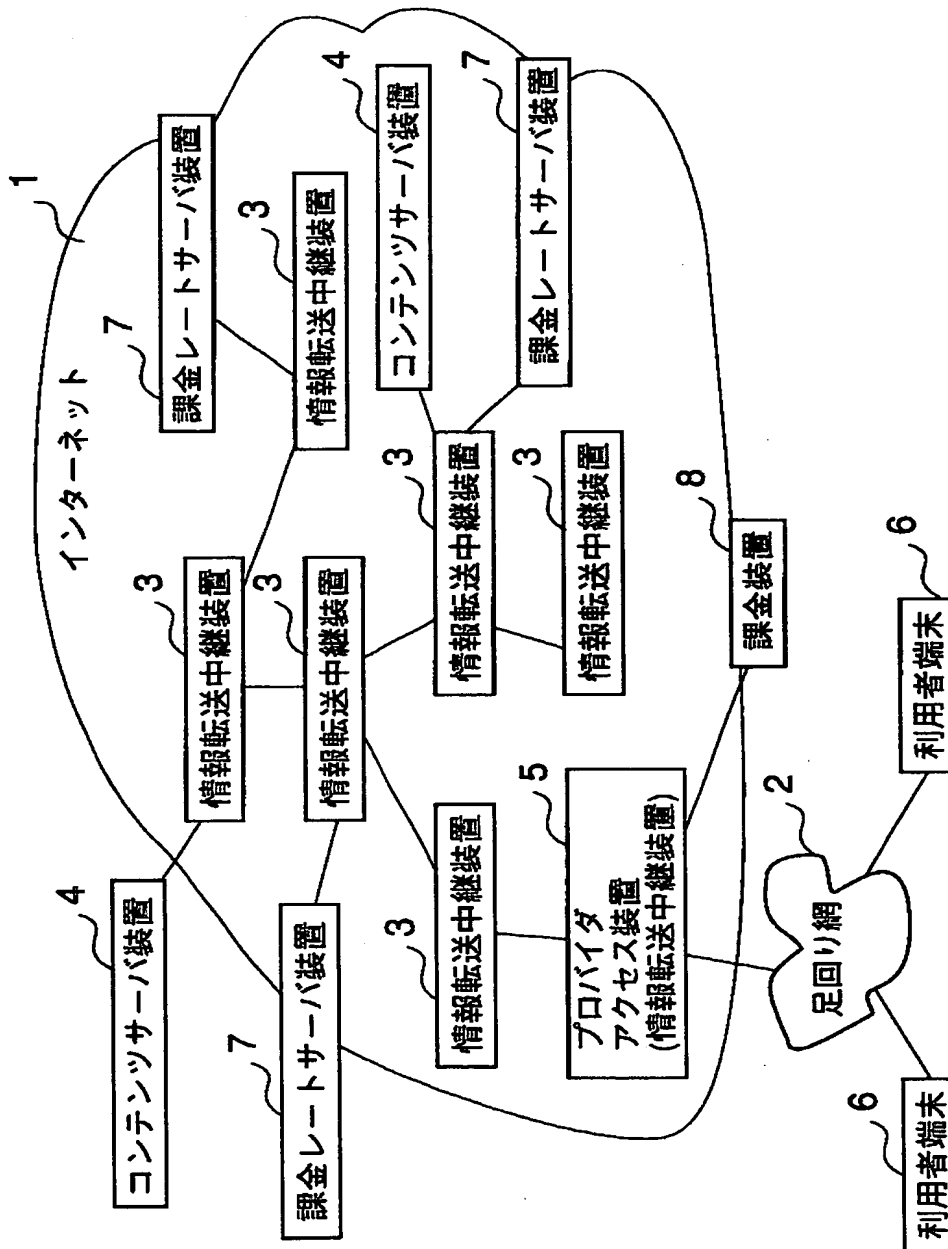 コンテンツサーバ装置
4
課金レートサーバ装置
7
インターネット
1
情報転送中継装置
3
課金レートサーバ装置
7
情報転送中継装置
3
情報転送中継装置
3
情報転送中継装置
3
コンテンツサーバ装置
4
情報転送中継装置
3
課金レートサーバ装置
7
情報転送中継装置
3
プロバイダ
アクセス装置
(情報転送中継装置)
5
課金装置
8
足回り網
2
利用者端末
6
利用者端末
6